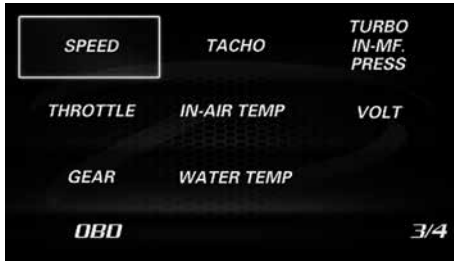 SPEED
TACHO
TURBO
IN-MF.
PRESS
THROTTLE
IN-AIR TEMP
VOLT
GEAR
WATER TEMP
OBD
3/4